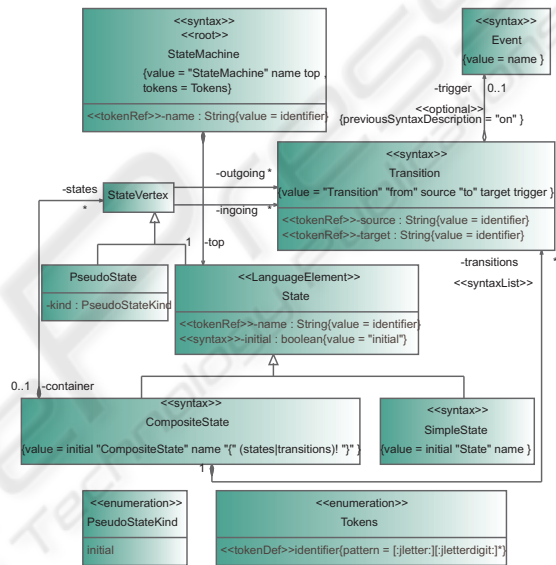 <<syntax>>
<<root>>
StateMachine
{value = "StateMachine" name top ,
tokens = Tokens}
<<tokenRef>>-name : String{value = identifier}
<<syntax>>
Event
{value = name }
-trigger 0..1
<<optional>>
{previousSyntaxDescription = "on" }
<<syntax>>
Transition
{value = "Transition" "from" source "to" target trigger }
<<tokenRef>>-source : String{value = identifier}
<<tokenRef>>-target : String{value = identifier}
-states
*
StateVertex
-outgoing *
-ingoing *
1
-top
-transitions
*
<<syntaxList>>
PseudoState
-kind : PseudoStateKind
<<LanguageElement>>
State
<<tokenRef>>-name : String{value = identifier}
<<syntax>>-initial : boolean{value = "initial"}
0..1 -container
<<syntax>>
CompositeState
{value = initial "CompositeState" name "{" (states|transitions)! "}" }
1
<<syntax>>
SimpleState
{value = initial "State" name }
<<enumeration>>
PseudoStateKind
initial
<<enumeration>>
Tokens
<<tokenDef>>identifier{pattern = [:jletter:][:jletterdigit:]*}